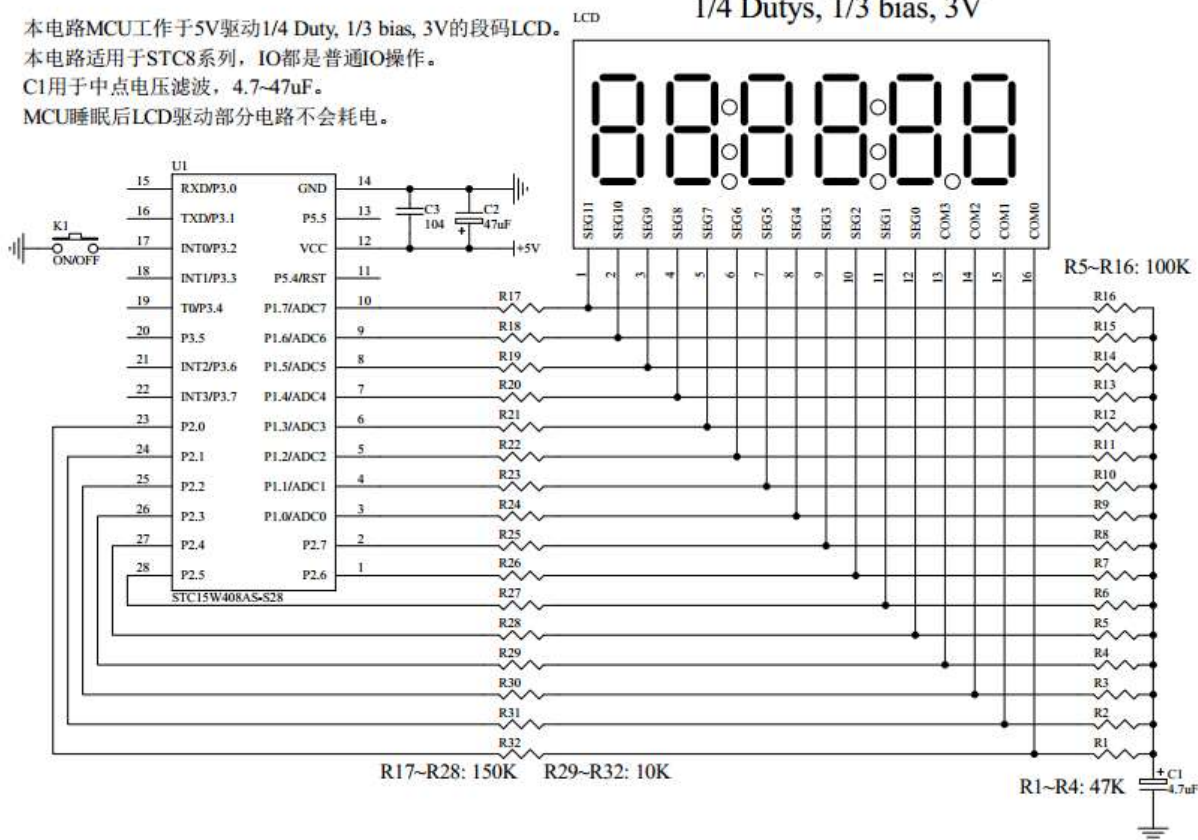 1/4 Dutys, 1/3 bias, 3V
本电路MCU工作于5V驱动1/4 Duty, 1/3 bias, 3V的段码LCD。
本电路适用于STC8系列，IO都是普通IO操作。
C1用于中点电压滤波，4.7~47uF。
MCU睡眠后LCD驱动部分电路不会耗电。
LCD
SEG11 SEG10 SEG9 SEG8 SEG7 SEG6 SEG5 SEG4 SEG3 SEG2 SEG1 SEG0 COM3 COM2 COM1 COM0
1 2 3 4 5 6 7 8 9 10 11 12 13 14 15 16
U1
15 RXD/P3.0 GND 14
16 TXD/P3.1 P5.5 13
17 INT0/P3.2 VCC 12
18 INT1/P3.3 P5.4/RST 11
19 T0/P3.4 P1.7/ADC7 10
20 P3.5 P1.6/ADC6 9
21 INT2/P3.6 P1.5/ADC5 8
22 INT3/P3.7 P1.4/ADC4 7
23 P2.0 P1.3/ADC3 6
24 P2.1 P1.2/ADC2 5
25 P2.2 P1.1/ADC1 4
26 P2.3 P1.0/ADC0 3
27 P2.4 P2.7 2
28 P2.5 P2.6 1
STC15W408AS-S28
K1
ON/OFF
C3
104
C2
+
47uF
+5V
R5~R16: 100K
R17 R16
R18 R15
R19 R14
R20 R13
R21 R12
R22 R11
R23 R10
R24 R9
R25 R8
R26 R7
R27 R6
R28 R5
R29 R4
R30 R3
R31 R2
R32 R1
R17~R28: 150K R29~R32: 10K
R1~R4: 47K
+ C1
4.7uF